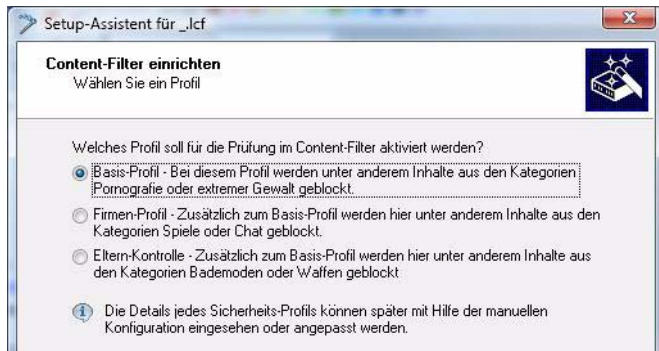 Setup-Assistent für _.lcf
Content-Filter einrichten
Wählen Sie ein Profil
Welches Profil soll für die Prüfung im Content-Filter aktiviert werden?
Basis-Profil - Bei diesem Profil werden unter anderem Inhalte aus den Kategorien
Pornografie oder extremer Gewalt geblockt.
Firmen-Profil - Zusätzlich zum Basis-Profil werden hier unter anderem Inhalte aus den
Kategorien Spiele oder Chat geblockt.
Eltern-Kontrolle - Zusätzlich zum Basis-Profil werden hier unter anderem Inhalte aus
den Kategorien Bademoden oder Waffen geblockt
Die Details jedes Sicherheits-Profils können später mit Hilfe der manuellen
Konfiguration eingesehen oder angepasst werden.